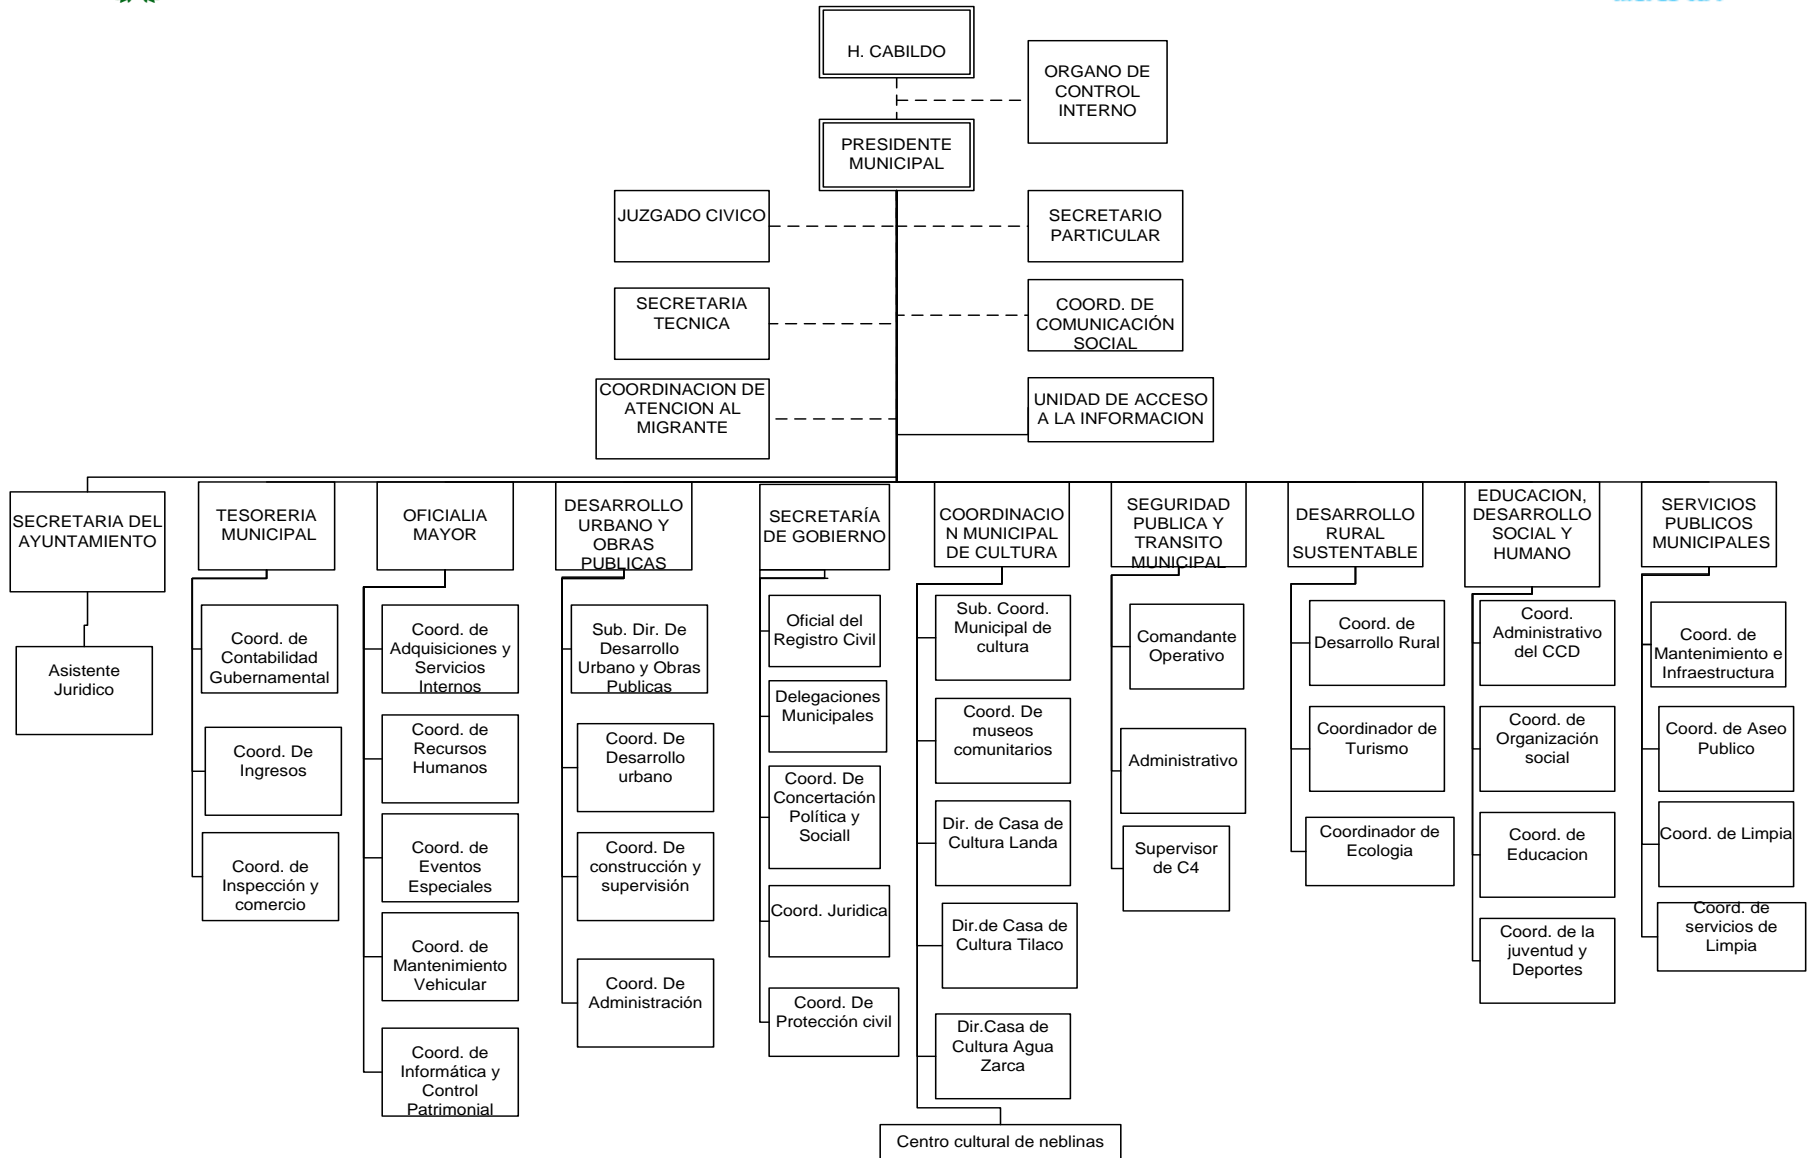 H. CABILDO
ORGANO DE
CONTROL
INTERNO
PRESIDENTE
MUNICIPAL
JUZGADO CIVICO
SECRETARIO
PARTICULAR
SECRETARIA
TECNICA
COORD. DE
COMUNICACIÓN
SOCIAL
COORDINACION DE
ATENCION AL
MIGRANTE
UNIDAD DE ACCESO
A LA INFORMACION
SECRETARIA DEL
AYUNTAMIENTO
Asistente
Juridico
TESORERIA
MUNICIPAL
Coord. de
Contabilidad
Gubernamental
Coord. De
Ingresos
Coord. de
Inspección y
comercio
OFICIALIA
MAYOR
Coord. de
Adquisiciones y
Servicios
Internos
Coord. de
Recursos
Humanos
Coord. de
Eventos
Especiales
Coord. de
Mantenimiento
Vehicular
Coord. de
Informática y
Control
Patrimonial
DESARROLLO
URBANO Y
OBRAS
PUBLICAS
Sub. Dir. De
Desarrollo
Urbano y Obras
Publicas
Coord. De
Desarrollo
urbano
Coord. De
construcción y
supervisión
Coord. De
Administración
SECRETARÍA
DE GOBIERNO
Oficial del
Registro Civil
Delegaciones
Municipales
Coord. De
Concertación
Política y
Sociall
Coord. Juridica
Coord. De
Protección civil
COORDINACIO
N MUNICIPAL
DE CULTURA
Sub. Coord.
Municipal de
cultura
Coord. De
museos
comunitarios
Dir. de Casa de
Cultura Landa
Dir.de Casa de
Cultura Tilaco
Dir.Casa de
Cultura Agua
Zarca
Centro cultural de neblinas
SEGURIDAD
PUBLICA Y
TRANSITO
MUNICIPAL
Comandante
Operativo
Administrativo
Supervisor
de C4
DESARROLLO
RURAL
SUSTENTABLE
Coord. de
Desarrollo Rural
Coordinador de
Turismo
Coordinador de
Ecologia
EDUCACION,
DESARROLLO
SOCIAL Y
HUMANO
Coord.
Administrativo
del CCD
Coord. de
Organización
social
Coord. de
Educacion
Coord. de la
juventud y
Deportes
SERVICIOS
PUBLICOS
MUNICIPALES
Coord. de
Mantenimiento e
Infraestructura
Coord. de Aseo
Publico
Coord. de Limpia
Coord. de
servicios de
Limpia